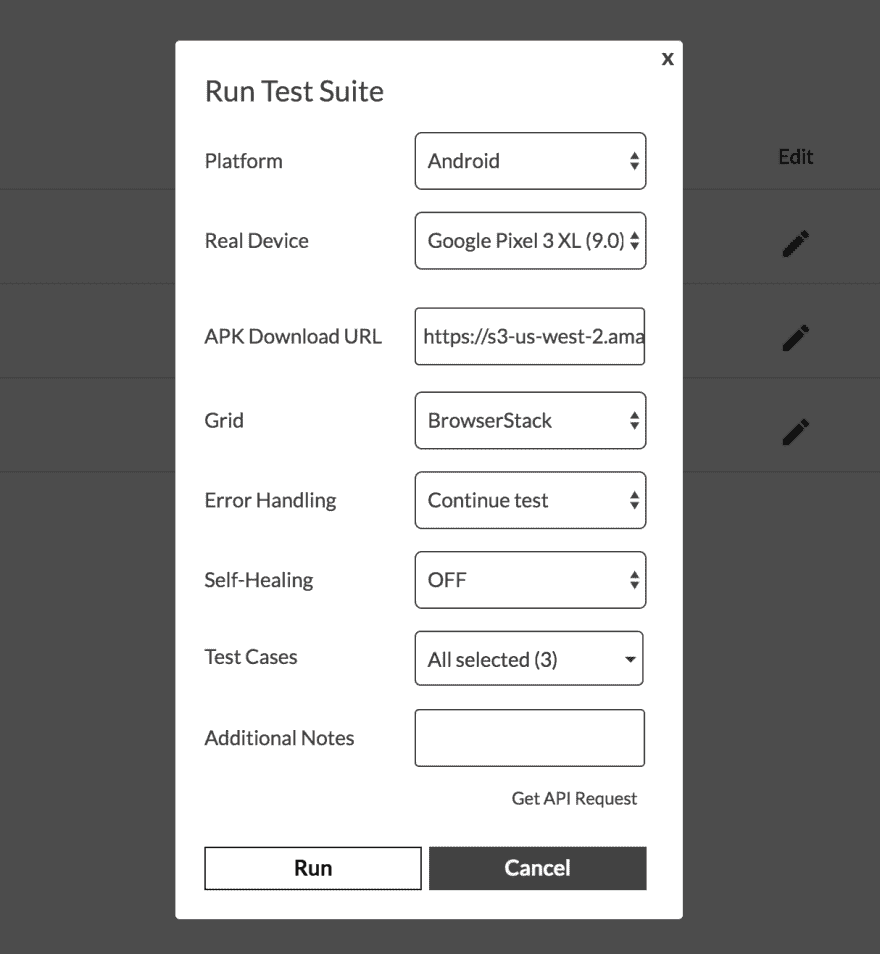 x
Run Test Suite
Edit
Platform Android
Real Device Google Pixel 3 XL (9.0)
APK Download URL https://s3-us-west-2.ama
Grid BrowserStack
Error Handling Continue test
Self-Healing OFF
Test Cases All selected (3)
Additional Notes
Get API Request
Run Cancel